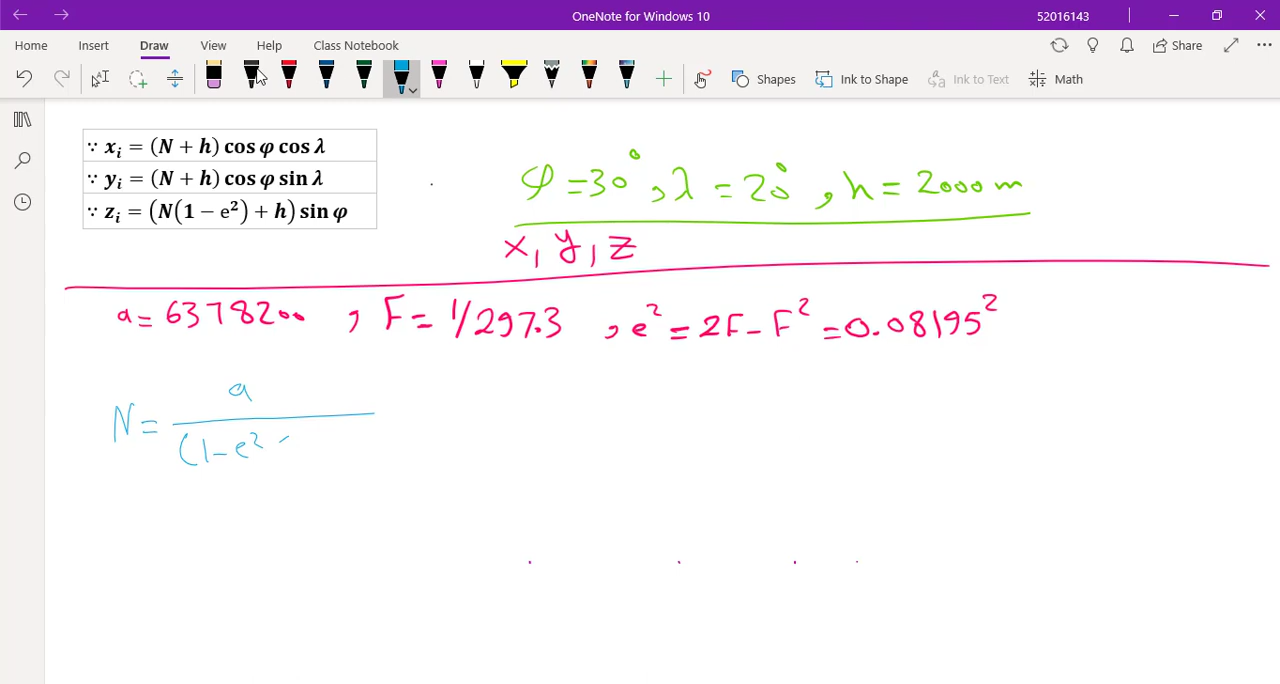 OneNote for Windows 10
52016143
Home Insert Draw View Help Class Notebook Share
Shapes Ink to Shape Ink to Text Math
∵ xᵢ = (N + h) cos φ cos λ
∵ yᵢ = (N + h) cos φ sin λ
∵ zᵢ = (N(1 − e²) + h) sin φ
φ = 30°, λ = 20°, h = 2000 m
x, y, z
a = 6378200 , F = 1/297.3 , e² = 2F - F² = 0.08195²
N = a
(1 - e²